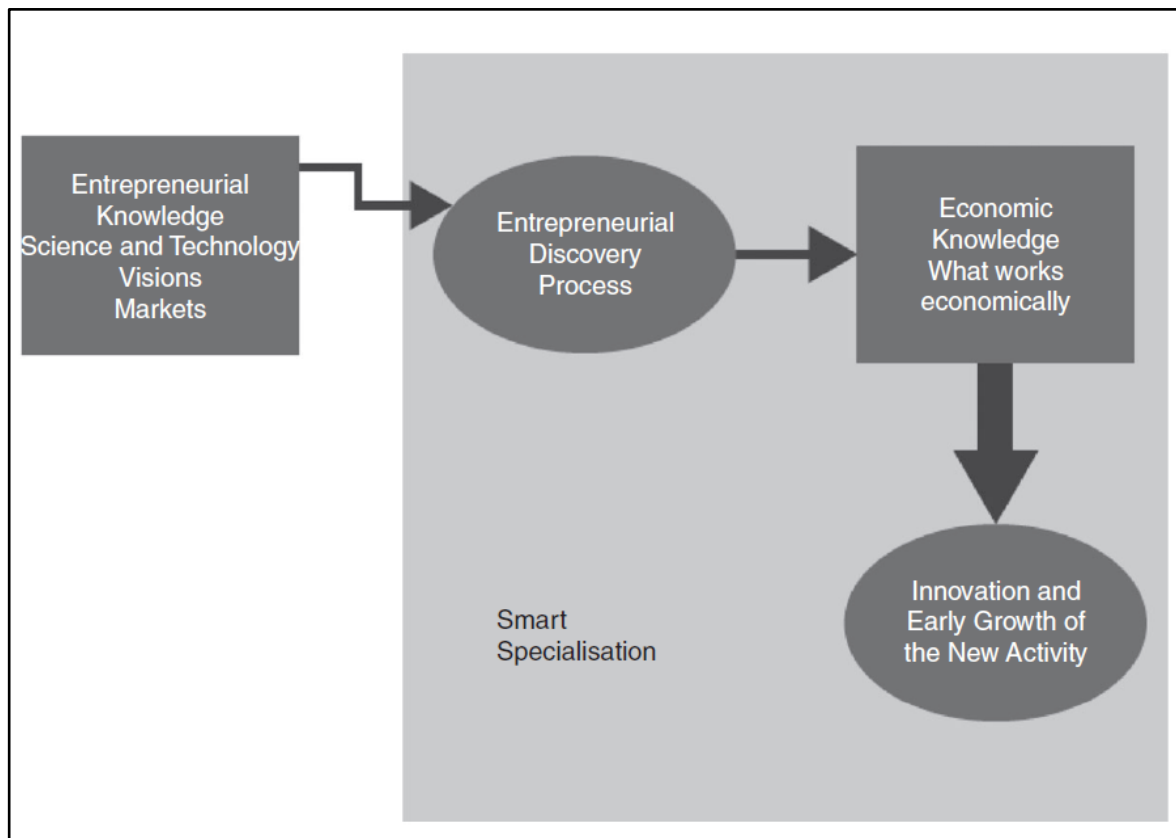 Entrepreneurial
Knowledge
Science and Technology
Visions
Markets
Entrepreneurial
Discovery
Process
Economic
Knowledge
What works
economically
Innovation and
Early Growth of
the New Activity
Smart
Specialisation